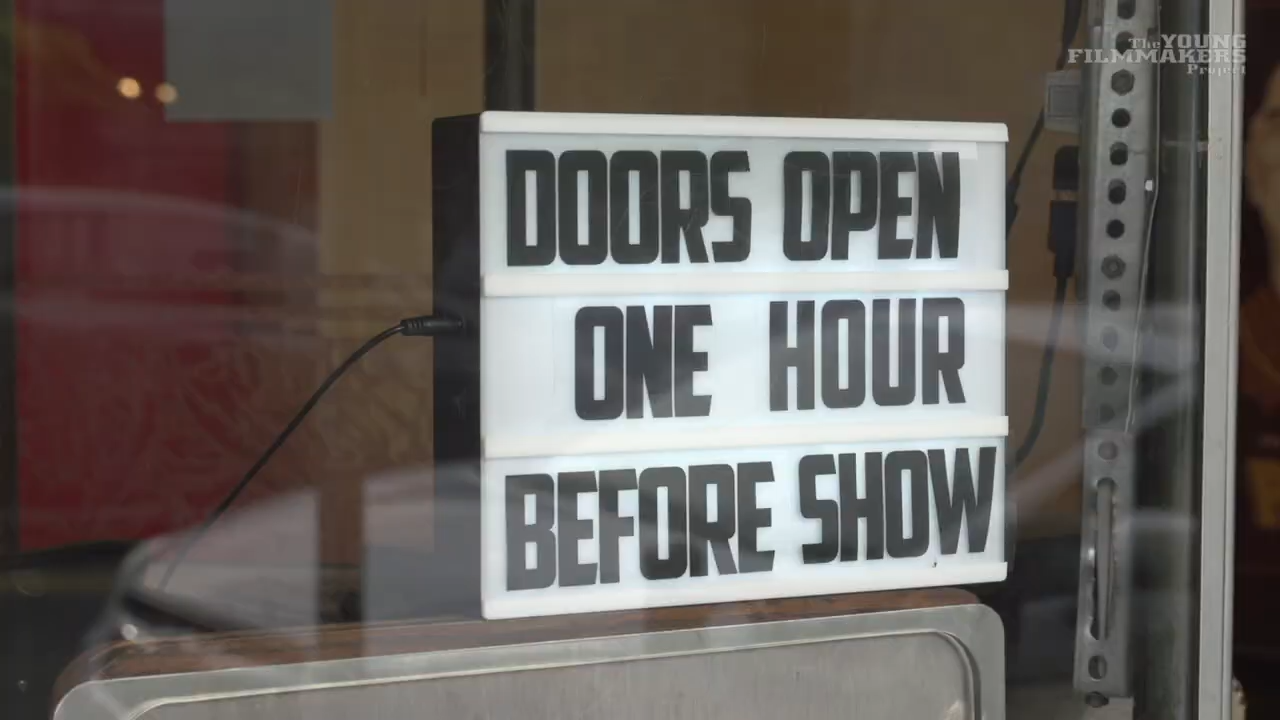 The YOUNG
FILMMAKERS
Project
DOORS OPEN
ONE HOUR
BEFORE SHOW